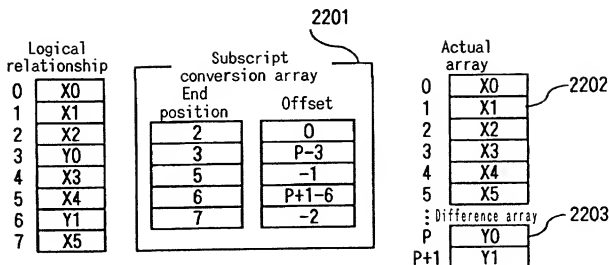 2201
Logical
relationship
0 X0
1 X1
2 X2
3 Y0
4 X3
5 X4
6 Y1
7 X5
Subscript
conversion array
End
position
Offset
2 0
3 P-3
5 -1
6 P+1-6
7 -2
Actual
array
0 X0
1 X1
2 X2
3 X3
4 X4
5 X5
2202
Difference array
2203
P Y0
P+1 Y1